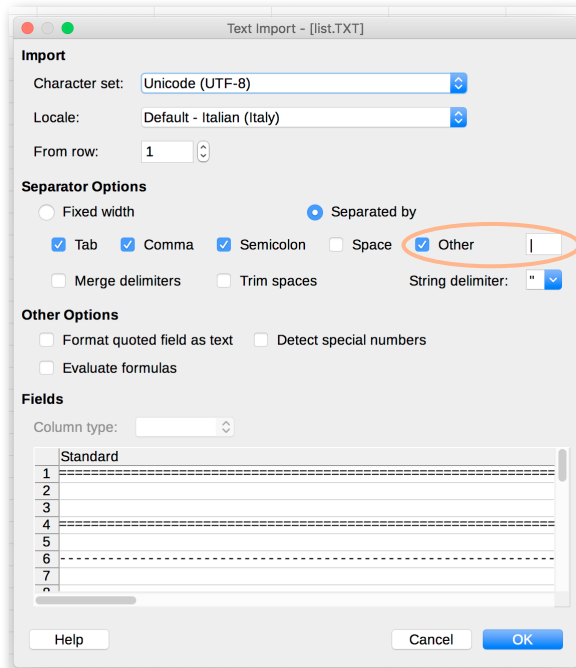 Text Import - [list.TXT]
Import
Character set: Unicode (UTF-8)
Locale: Default - Italian (Italy)
From row: 1
Separator Options
Fixed width Separated by
Tab Comma Semicolon Space Other |
Merge delimiters Trim spaces String delimiter: "
Other Options
Format quoted field as text Detect special numbers
Evaluate formulas
Fields
Column type:
Standard
1 ==================================================
2
3
4 ==================================================
5
6 --------------------------------------------------
7
Help Cancel OK